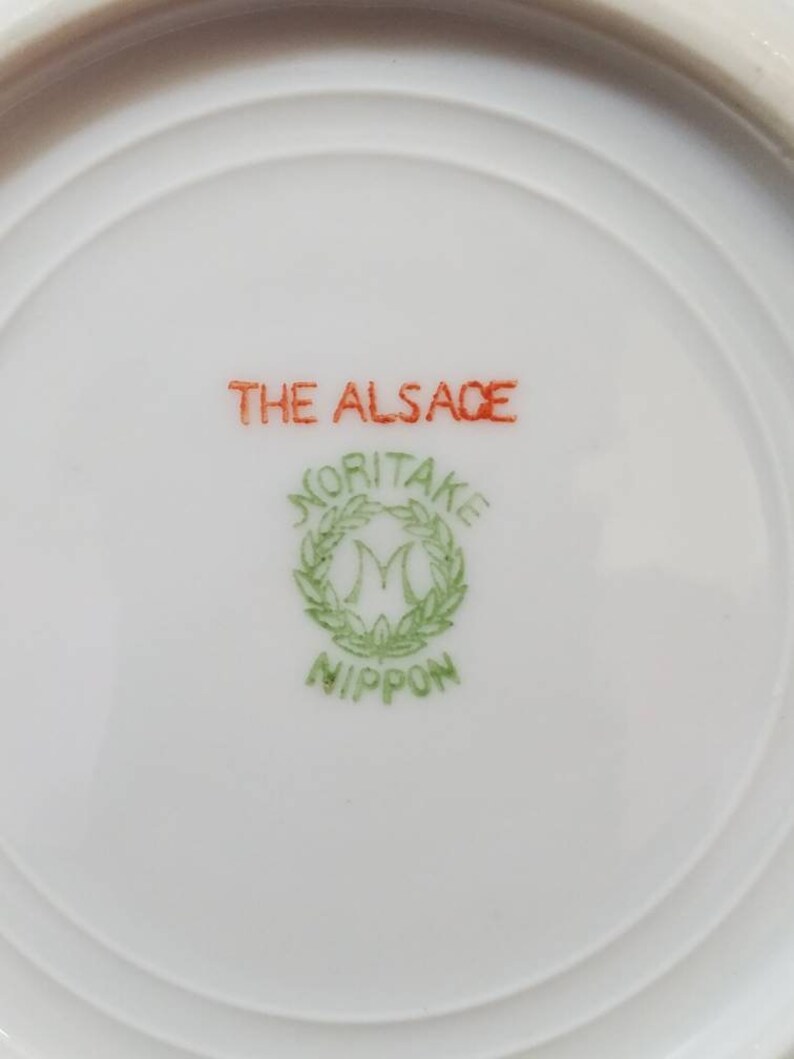 THE ALSACE
NORITAKE
M
NIPPON